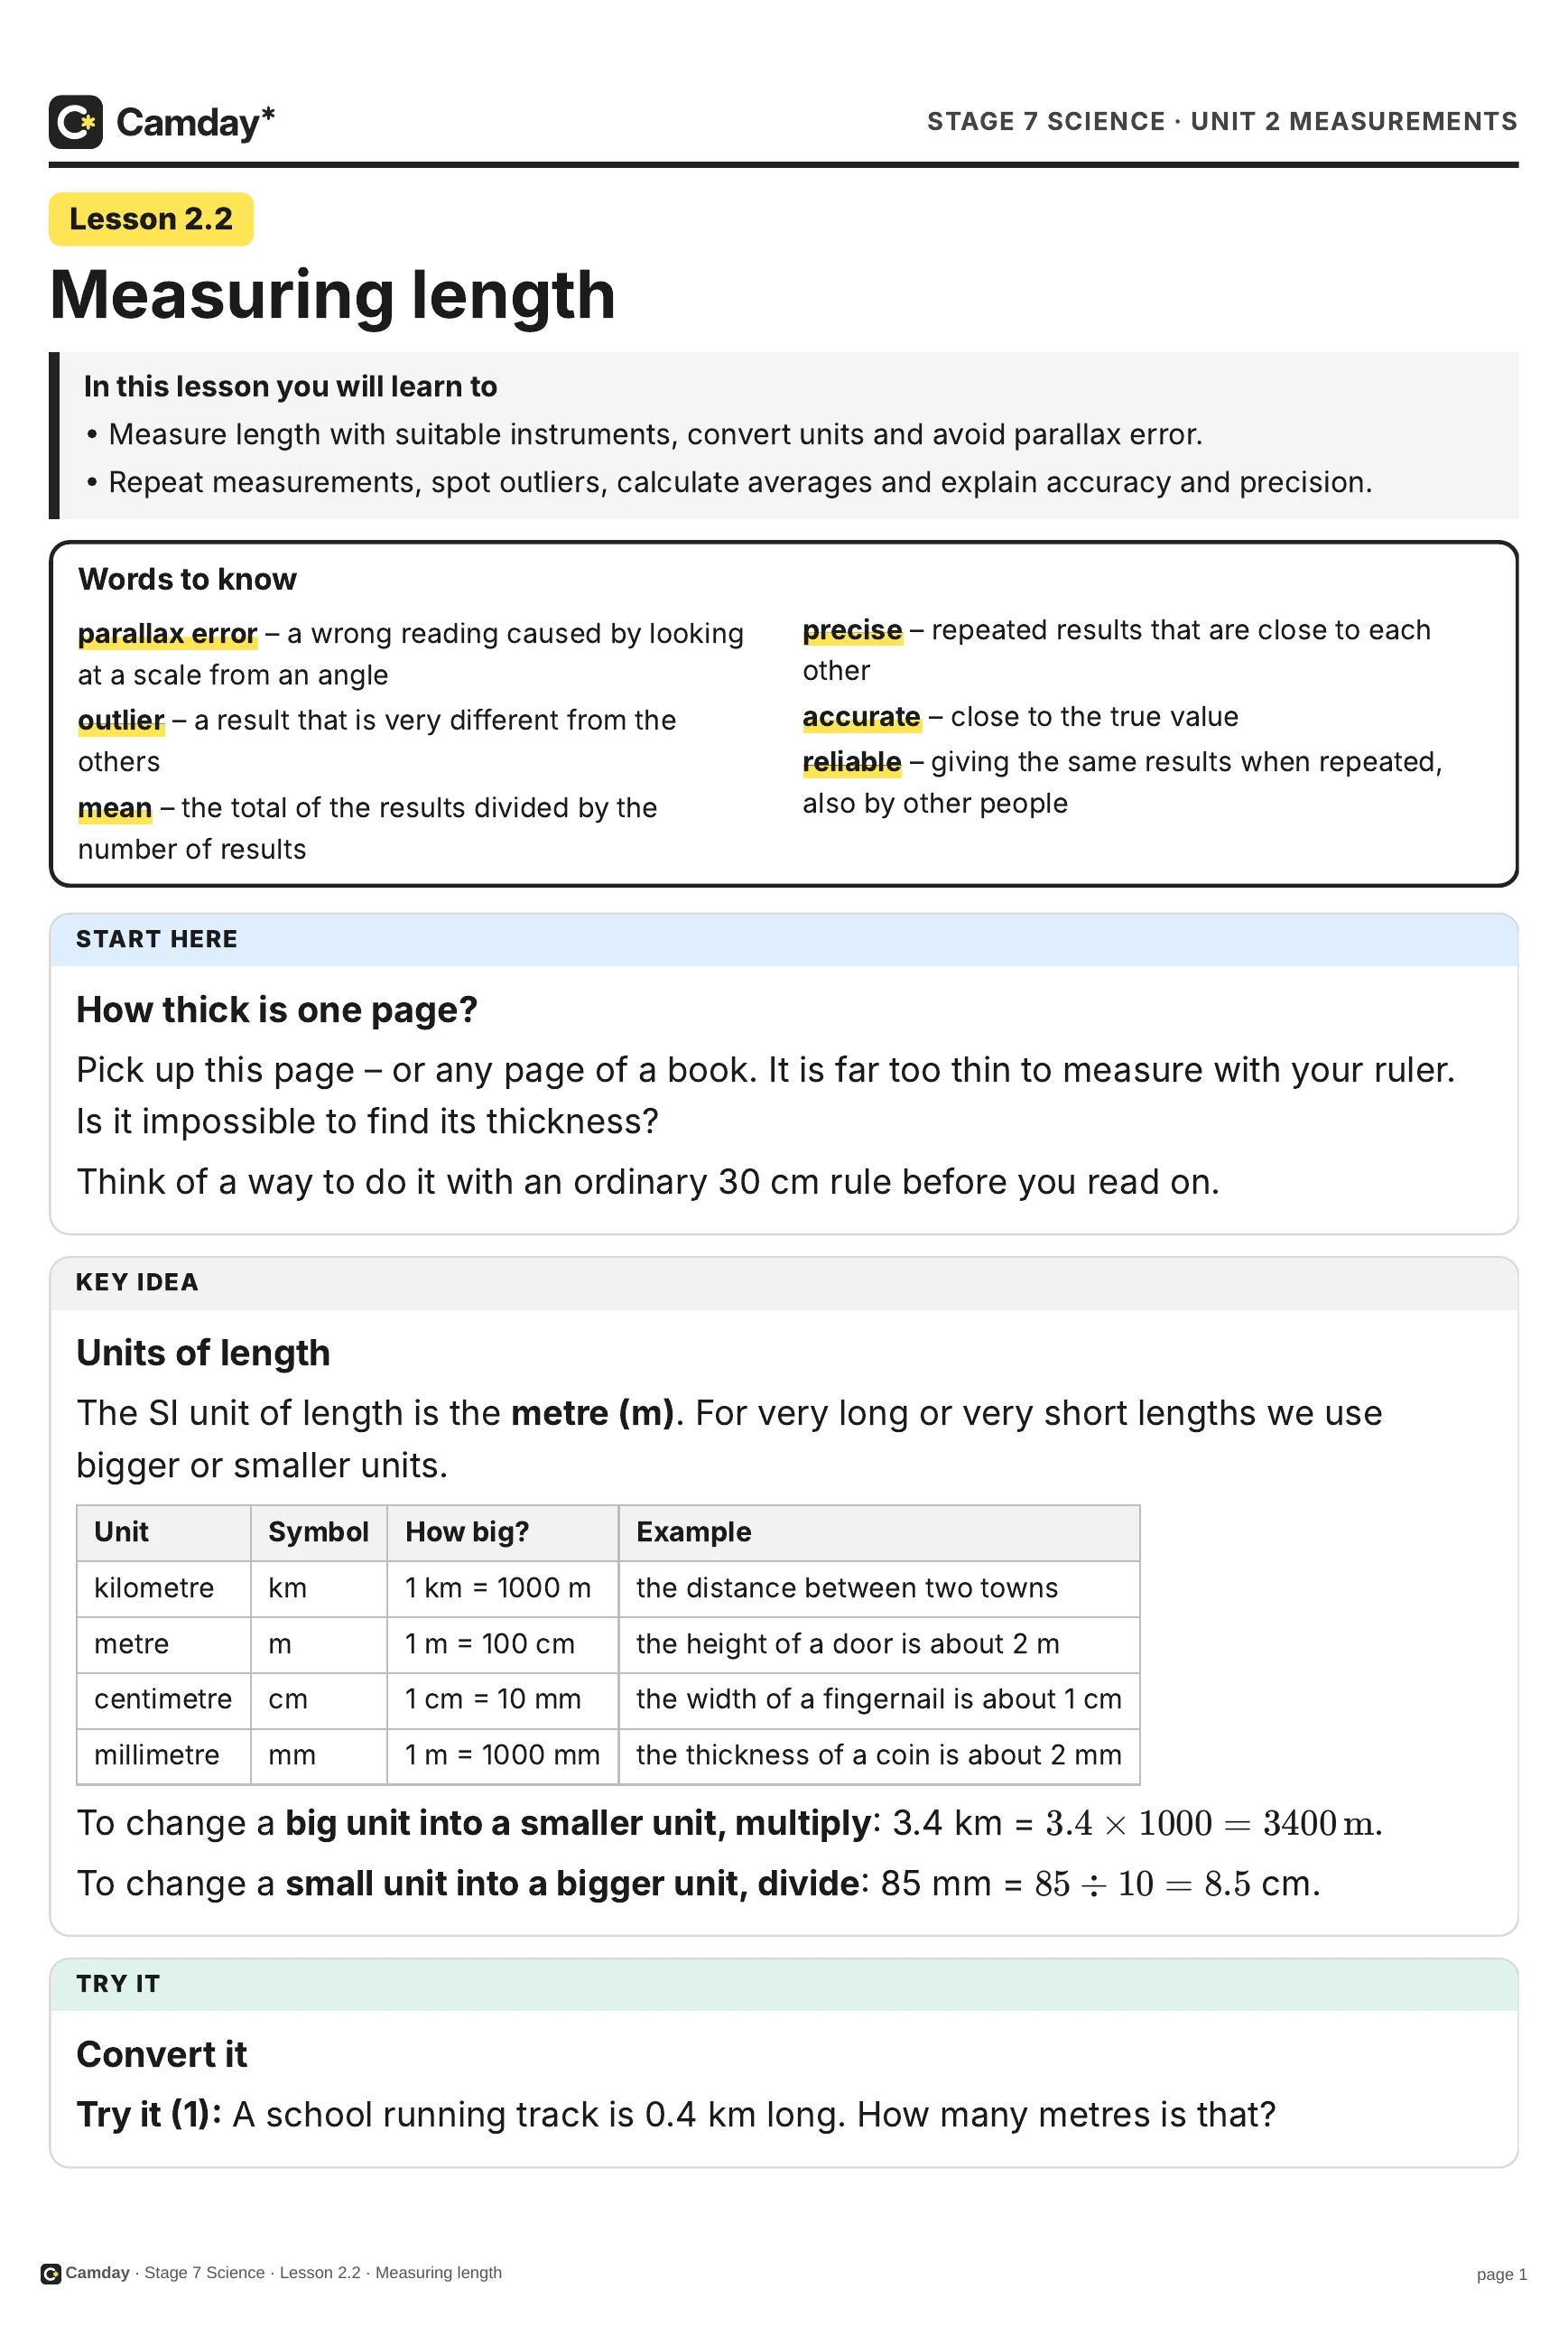 Camday*
STAGE 7 SCIENCE · UNIT 2 MEASUREMENTS
Lesson 2.2
Measuring length
In this lesson you will learn to
• Measure length with suitable instruments, convert units and avoid parallax error.
• Repeat measurements, spot outliers, calculate averages and explain accuracy and precision.
Words to know
parallax error – a wrong reading caused by looking
at a scale from an angle
outlier – a result that is very different from the
others
mean – the total of the results divided by the
number of results
precise – repeated results that are close to each
other
accurate – close to the true value
reliable – giving the same results when repeated,
also by other people
START HERE
How thick is one page?
Pick up this page – or any page of a book. It is far too thin to measure with your ruler.
Is it impossible to find its thickness?
Think of a way to do it with an ordinary 30 cm rule before you read on.
KEY IDEA
Units of length
The SI unit of length is the metre (m). For very long or very short lengths we use
bigger or smaller units.
Unit Symbol How big? Example
kilometre km 1 km = 1000 m the distance between two towns
metre m 1 m = 100 cm the height of a door is about 2 m
centimetre cm 1 cm = 10 mm the width of a fingernail is about 1 cm
millimetre mm 1 m = 1000 mm the thickness of a coin is about 2 mm
To change a big unit into a smaller unit, multiply: 3.4 km = 3.4 × 1000 = 3400 m.
To change a small unit into a bigger unit, divide: 85 mm = 85 ÷ 10 = 8.5 cm.
TRY IT
Convert it
Try it (1): A school running track is 0.4 km long. How many metres is that?
Camday · Stage 7 Science · Lesson 2.2 · Measuring length
page 1